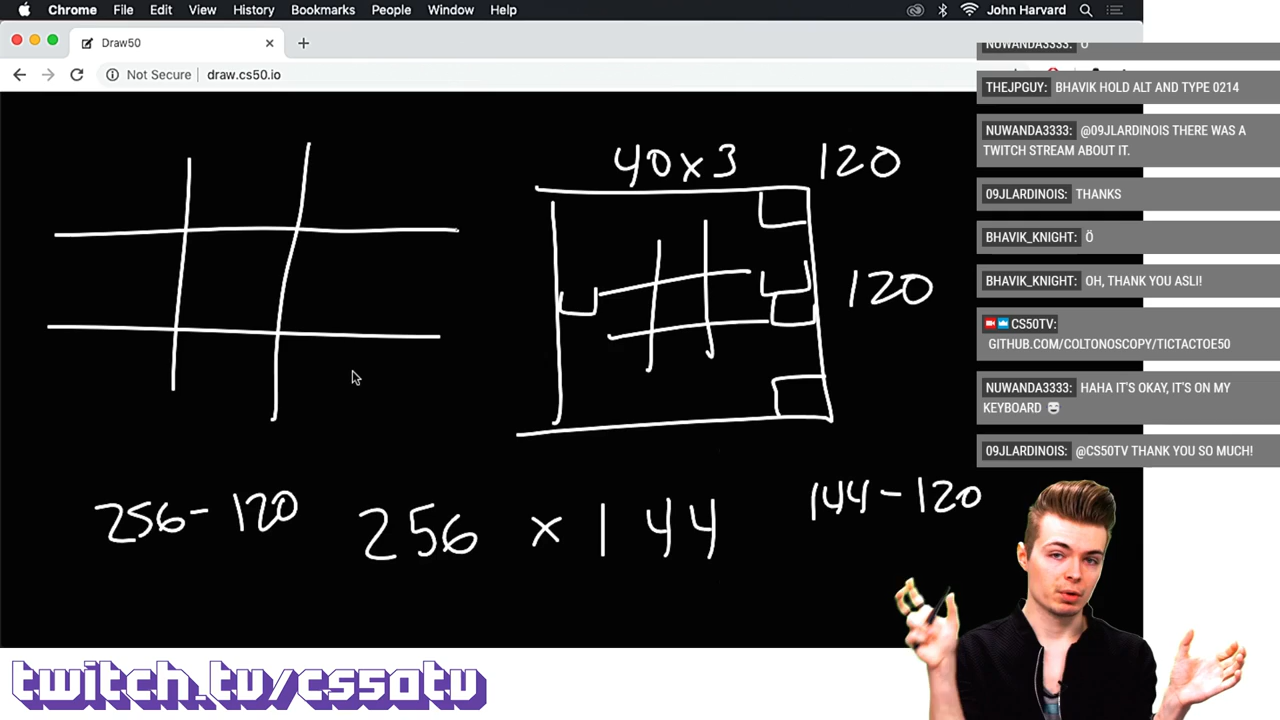 Chrome File Edit View History Bookmarks People Window Help John Harvard
Draw50
Not Secure draw.cs50.io
THEJPGUY: BHAVIK HOLD ALT AND TYPE 0214
NUWANDA3333: @09JLARDINOIS THERE WAS A
TWITCH STREAM ABOUT IT.
09JLARDINOIS: THANKS
BHAVIK_KNIGHT: Ö
BHAVIK_KNIGHT: OH, THANK YOU ASLI!
CS50TV:
GITHUB.COM/COLTONOSCOPY/TICTACTOE50
NUWANDA3333: HAHA IT'S OKAY, IT'S ON MY
KEYBOARD
09JLARDINOIS: @CS50TV THANK YOU SO MUCH!
40 x 3 120
120
256 - 120
256 x 144
144 - 120
twitch.tv/cs50tv